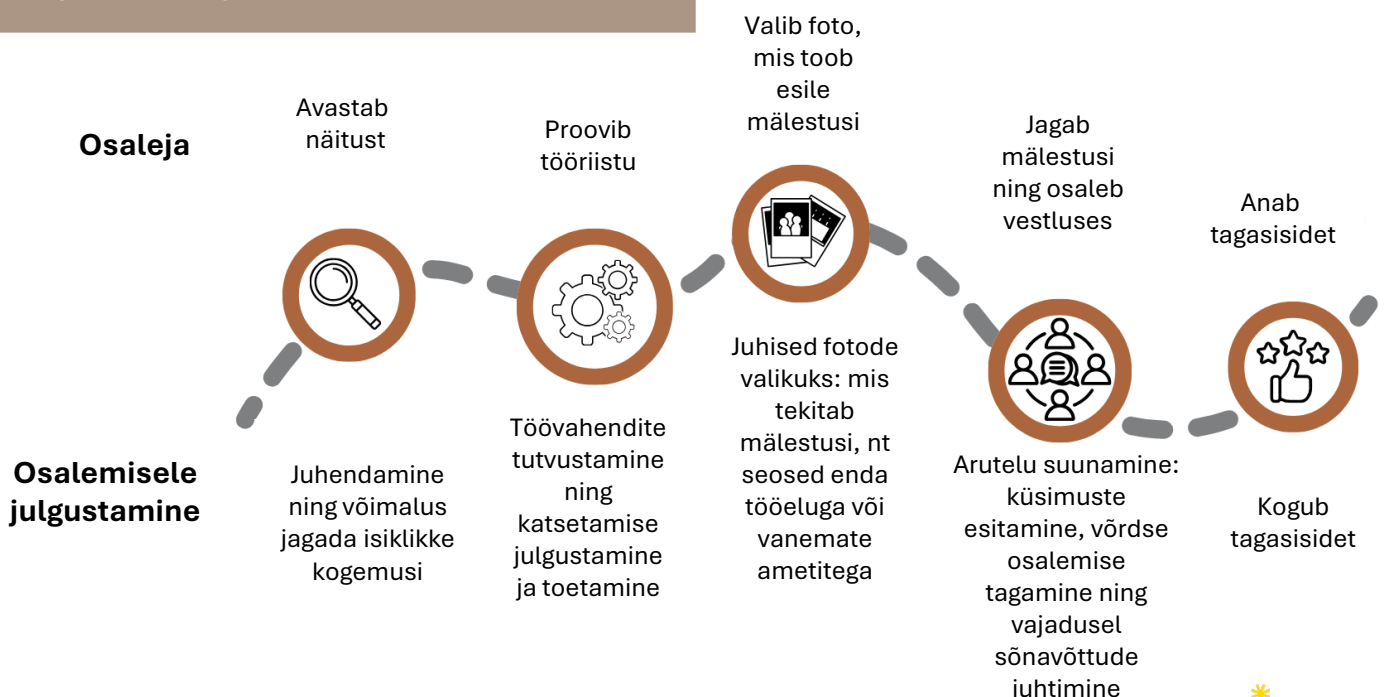 Osaleja
Avastab
näitust
Proovib
tööriistu
Valib foto,
mis toob
esile
mälestusi
Jagab
mälestusi
ning osaleb
vestluses
Anab
tagasisidet
Osalemisele
julgustamine
Juhendamine
ning võimalus
jagada isiklikke
kogemusi
Töövahendite
tutvustamine
ning
katsetamise
julgustamine
ja toetamine
Juhised fotode
valikuks: mis
tekitab
mälestusi, nt
seosed enda
tööeluga või
vanemate
ametitega
Arutelu suunamine:
küsimuste
esitamine, võrdse
osalemise
tagamine ning
vajadusel
sõnavõttude
juhtimine
Kogub
tagasisidet